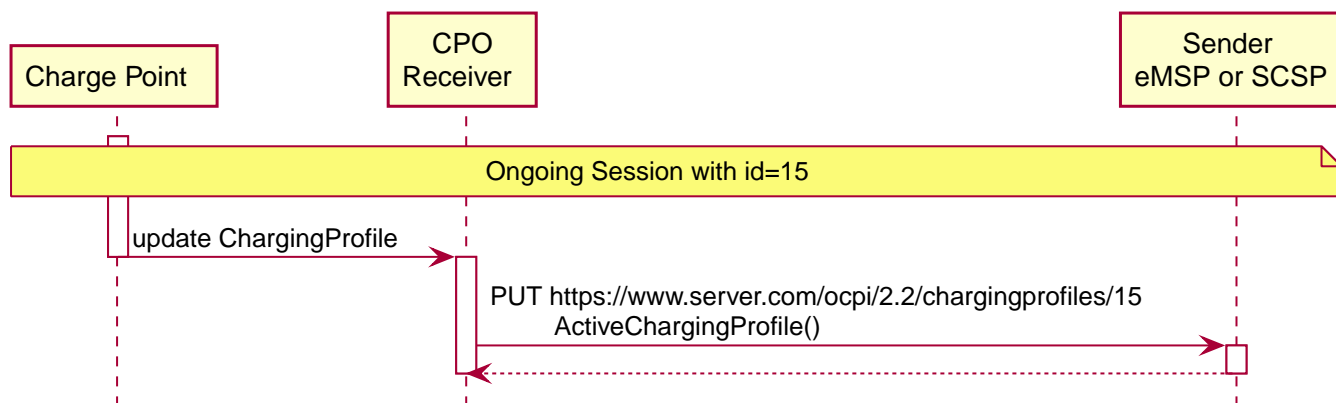 Charge Point
CPO
Receiver
Sender
eMSP or SCSP
Ongoing Session with id=15
update ChargingProfile
PUT https://www.server.com/ocpi/2.2/chargingprofiles/15
ActiveChargingProfile()